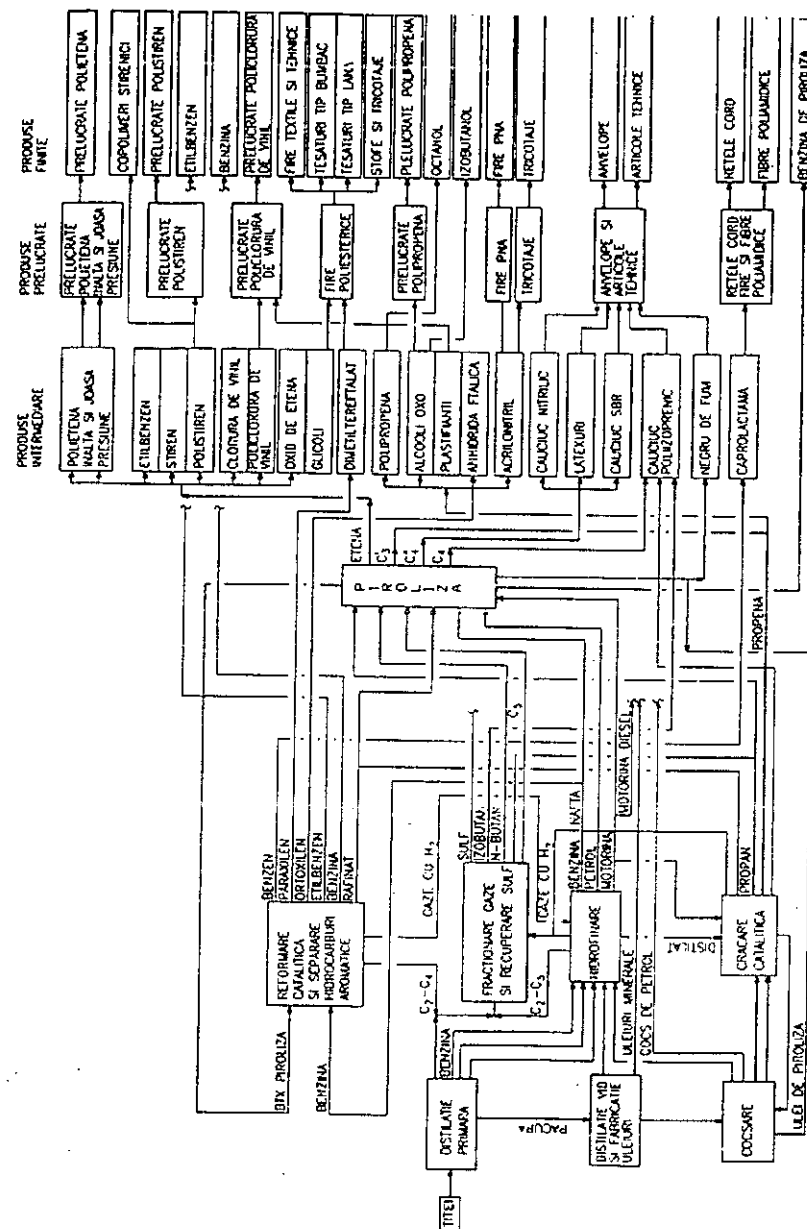 PRODUSE
INTERMEDIARE
PRODUSE
PRELUCRATE
PRODUSE
FINITE
TITEI
DISTILATIE
PRIMARA
PACURA
DISTILATIE VID
SI FABRICATIE
ULEIURI
COCSARE
BTX PIROLIZA
BENZINA
C2-C4
BENZINA
REFORMARE
CATALITICA
SI SEPARARE
HIDROCARBURI
AROMATICE
BENZEN
PARAXILEN
ORTOXILEN
ETILBENZEN
BENZINA
RAFINAT
GAZE CU H2
FRACTIONARE GAZE
SI RECUPERARE SULF
SULF
IZOBUTAN
N-BUTAN
C5
C2-C3
GAZE CU H2
HIDROFINARE
BENZINA NAFTA
PETROL
MOTORINA
MOTORINA DIESEL
ULEIURI MINERALE
COCS DE PETROL
DISTILAT
CRACARE
CATALITICA
PROPAN
PROPENA
ULEI DE PIROLIZA
PIROLIZA
ETENA
C4
POLIETENA
INALTA SI JOASA
PRESIUNE
ETILBENZEN
STIREN
POLISTIREN
CLORURA DE VINIL
POLICLORURA DE
VINIL
OXID DE ETENA
GLICOLI
DIMETILTEREFTALAT
POLIPROPENA
ALCOOLI OXO
PLASTIFIANTI
ANHIDRIDA FTALICA
ACRILONITRIL
CAUCIUC NITRILIC
LATEXURI
CAUCIUC SBR
CAUCIUC
POLIIZOPRENIC
NEGRU DE FUM
CAPROLACTAMA
PRELUCRATE
POLIETENA
INALTA SI JOASA
PRESIUNE
PRELUCRATE
POLISTIREN
PRELUCRATE
POLICLORURA
DE VINIL
FIRE
POLIESTERICE
PRELUCRATE
POLIPROPENA
FIRE PNA
TRICOTAJE
ANVELOPE SI
ARTICOLE
TEHNICE
RETELE CORD
FIRE SI FIBRE
POLIAMIDICE
PRELUCRATE POLIETENA
COPOLIMERI STIRENICI
PRELUCRATE POLISTIREN
ETILBENZEN
BENZINA
PRELUCRATE POLICLORURA
DE VINIL
FIRE TEXTILE SI TEHNICE
TESATURI TIP BUMBAC
TESATURI TIP LANA
STOFE SI TRICOTAJE
PLELUCRATE POLIPROPENA
OCTANOL
IZOBUTANOL
FIRE PNA
TRICOTAJE
ANVELOPE
ARTICOLE TEHNICE
RETELE CORD
FIBRE POLIAMIDICE
BENZINA DE PIROLIZA